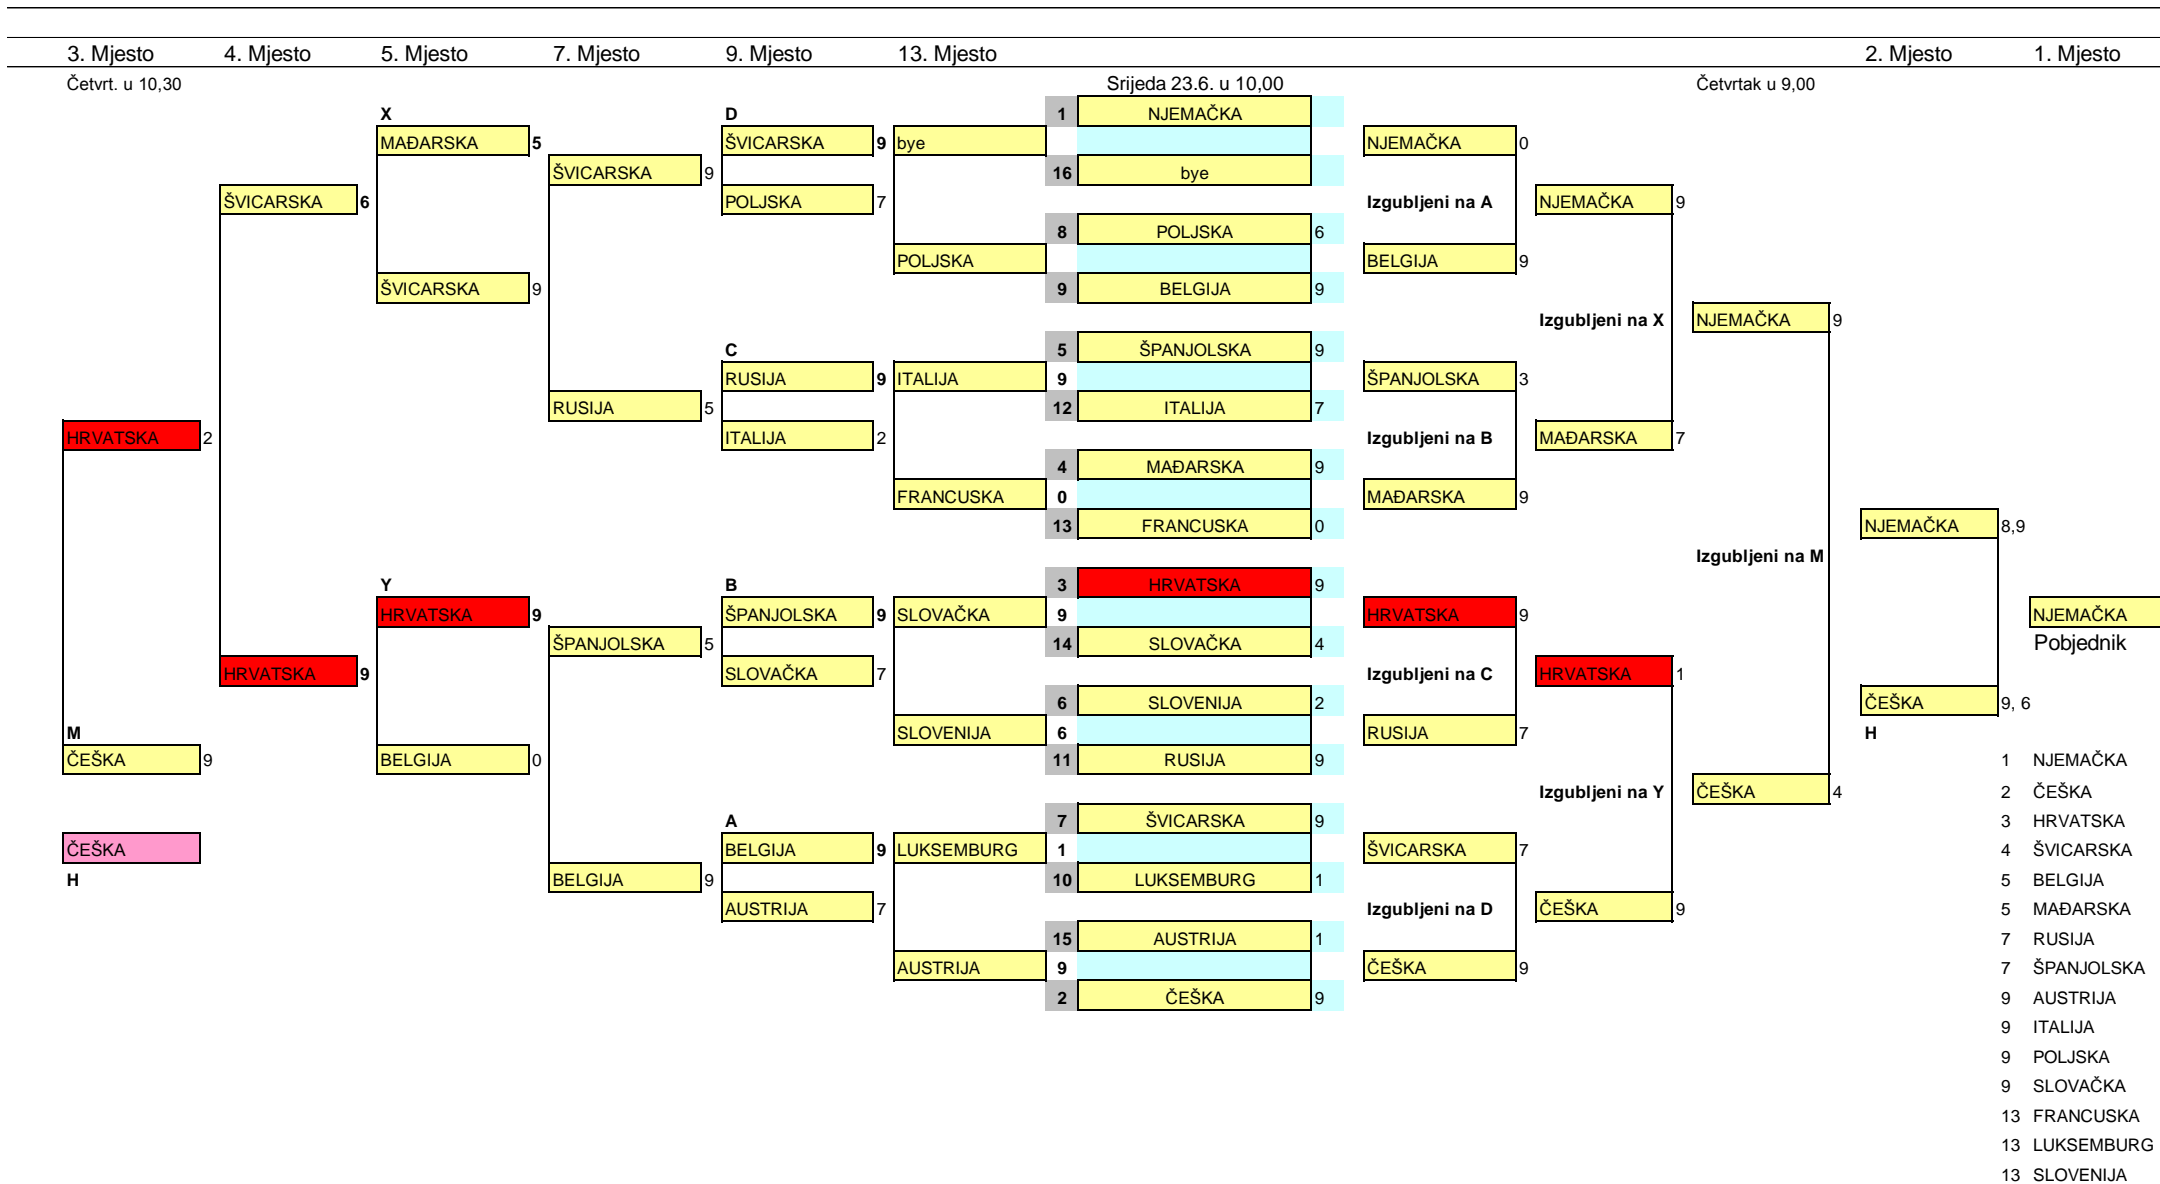 3. Mjesto 4. Mjesto 5. Mjesto 7. Mjesto 9. Mjesto 13. Mjesto 2. Mjesto 1. Mjesto
Četvrt. u 10,30 Srijeda 23.6. u 10,00 Četvrtak u 9,00
X D 1 NJEMAČKA
MAĐARSKA 5 ŠVICARSKA 9 bye NJEMAČKA 0
ŠVICARSKA 9 16 bye
ŠVICARSKA 6 POLJSKA 7 Izgubljeni na A NJEMAČKA 9
8 POLJSKA 6
POLJSKA BELGIJA 9
ŠVICARSKA 9 9 BELGIJA 9
Izgubljeni na X NJEMAČKA 9
C 5 ŠPANJOLSKA 9
RUSIJA 9 ITALIJA 9 ŠPANJOLSKA 3
RUSIJA 5 12 ITALIJA 7
HRVATSKA 2 ITALIJA 2 Izgubljeni na B MAĐARSKA 7
4 MAĐARSKA 9
FRANCUSKA 0 MAĐARSKA 9
13 FRANCUSKA 0 NJEMAČKA 8,9
Izgubljeni na M
Y B 3 HRVATSKA 9
HRVATSKA 9 ŠPANJOLSKA 9 SLOVAČKA 9 HRVATSKA 9 NJEMAČKA
ŠPANJOLSKA 5 14 SLOVAČKA 4 Pobjednik
HRVATSKA 9 SLOVAČKA 7 Izgubljeni na C HRVATSKA 1
6 SLOVENIJA 2 ČEŠKA 9, 6
M SLOVENIJA 6 RUSIJA 7 H
ČEŠKA 9 BELGIJA 0 11 RUSIJA 9 1 NJEMAČKA
Izgubljeni na Y ČEŠKA 4 2 ČEŠKA
A 7 ŠVICARSKA 9 3 HRVATSKA
ČEŠKA BELGIJA 9 LUKSEMBURG 1 ŠVICARSKA 7 4 ŠVICARSKA
H BELGIJA 9 10 LUKSEMBURG 1 5 BELGIJA
AUSTRIJA 7 Izgubljeni na D ČEŠKA 9 5 MAĐARSKA
15 AUSTRIJA 1 7 RUSIJA
AUSTRIJA 9 ČEŠKA 9 7 ŠPANJOLSKA
2 ČEŠKA 9 9 AUSTRIJA
9 ITALIJA
9 POLJSKA
9 SLOVAČKA
13 FRANCUSKA
13 LUKSEMBURG
13 SLOVENIJA